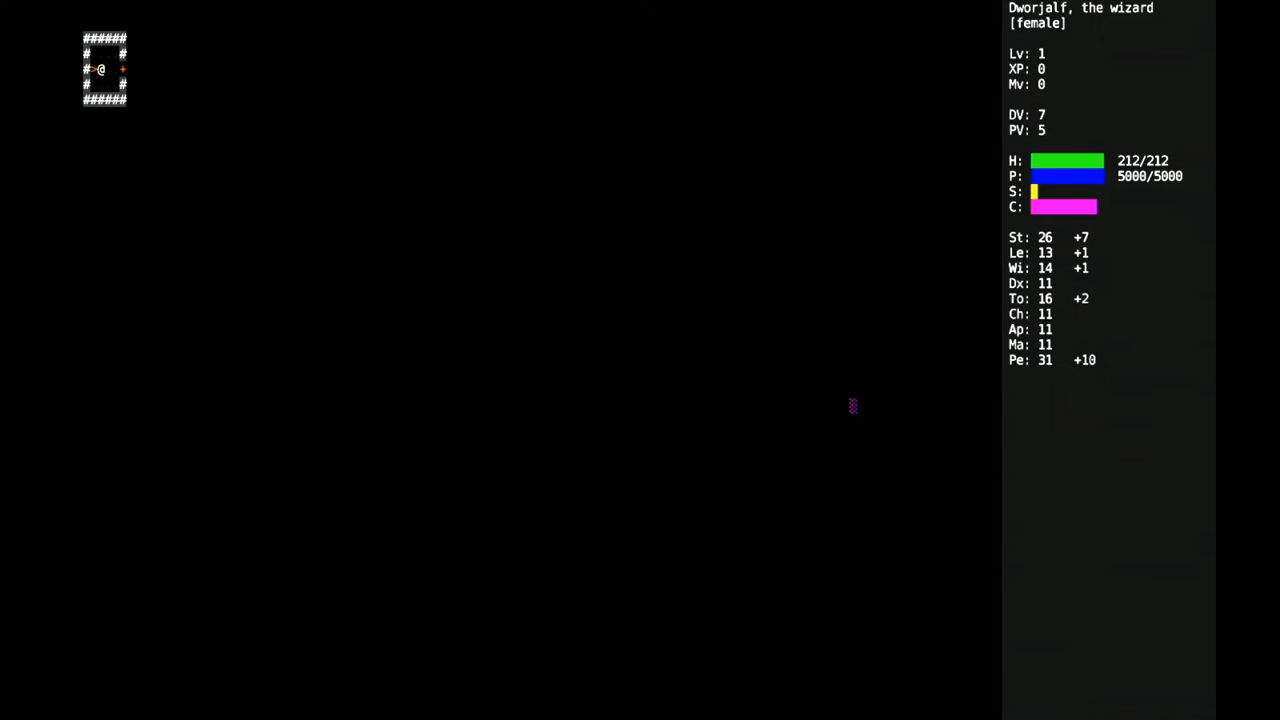 Dworjalf, the wizard
[female]
Lv: 1
XP: 0
Mv: 0
DV: 7
PV: 5
H: 212/212
P: 5000/5000
S:
C:
St: 26 +7
Le: 13 +1
Wi: 14 +1
Dx: 11
To: 16 +2
Ch: 11
Ap: 11
Ma: 11
Pe: 31 +10
######
# #
#>@ +
# #
######